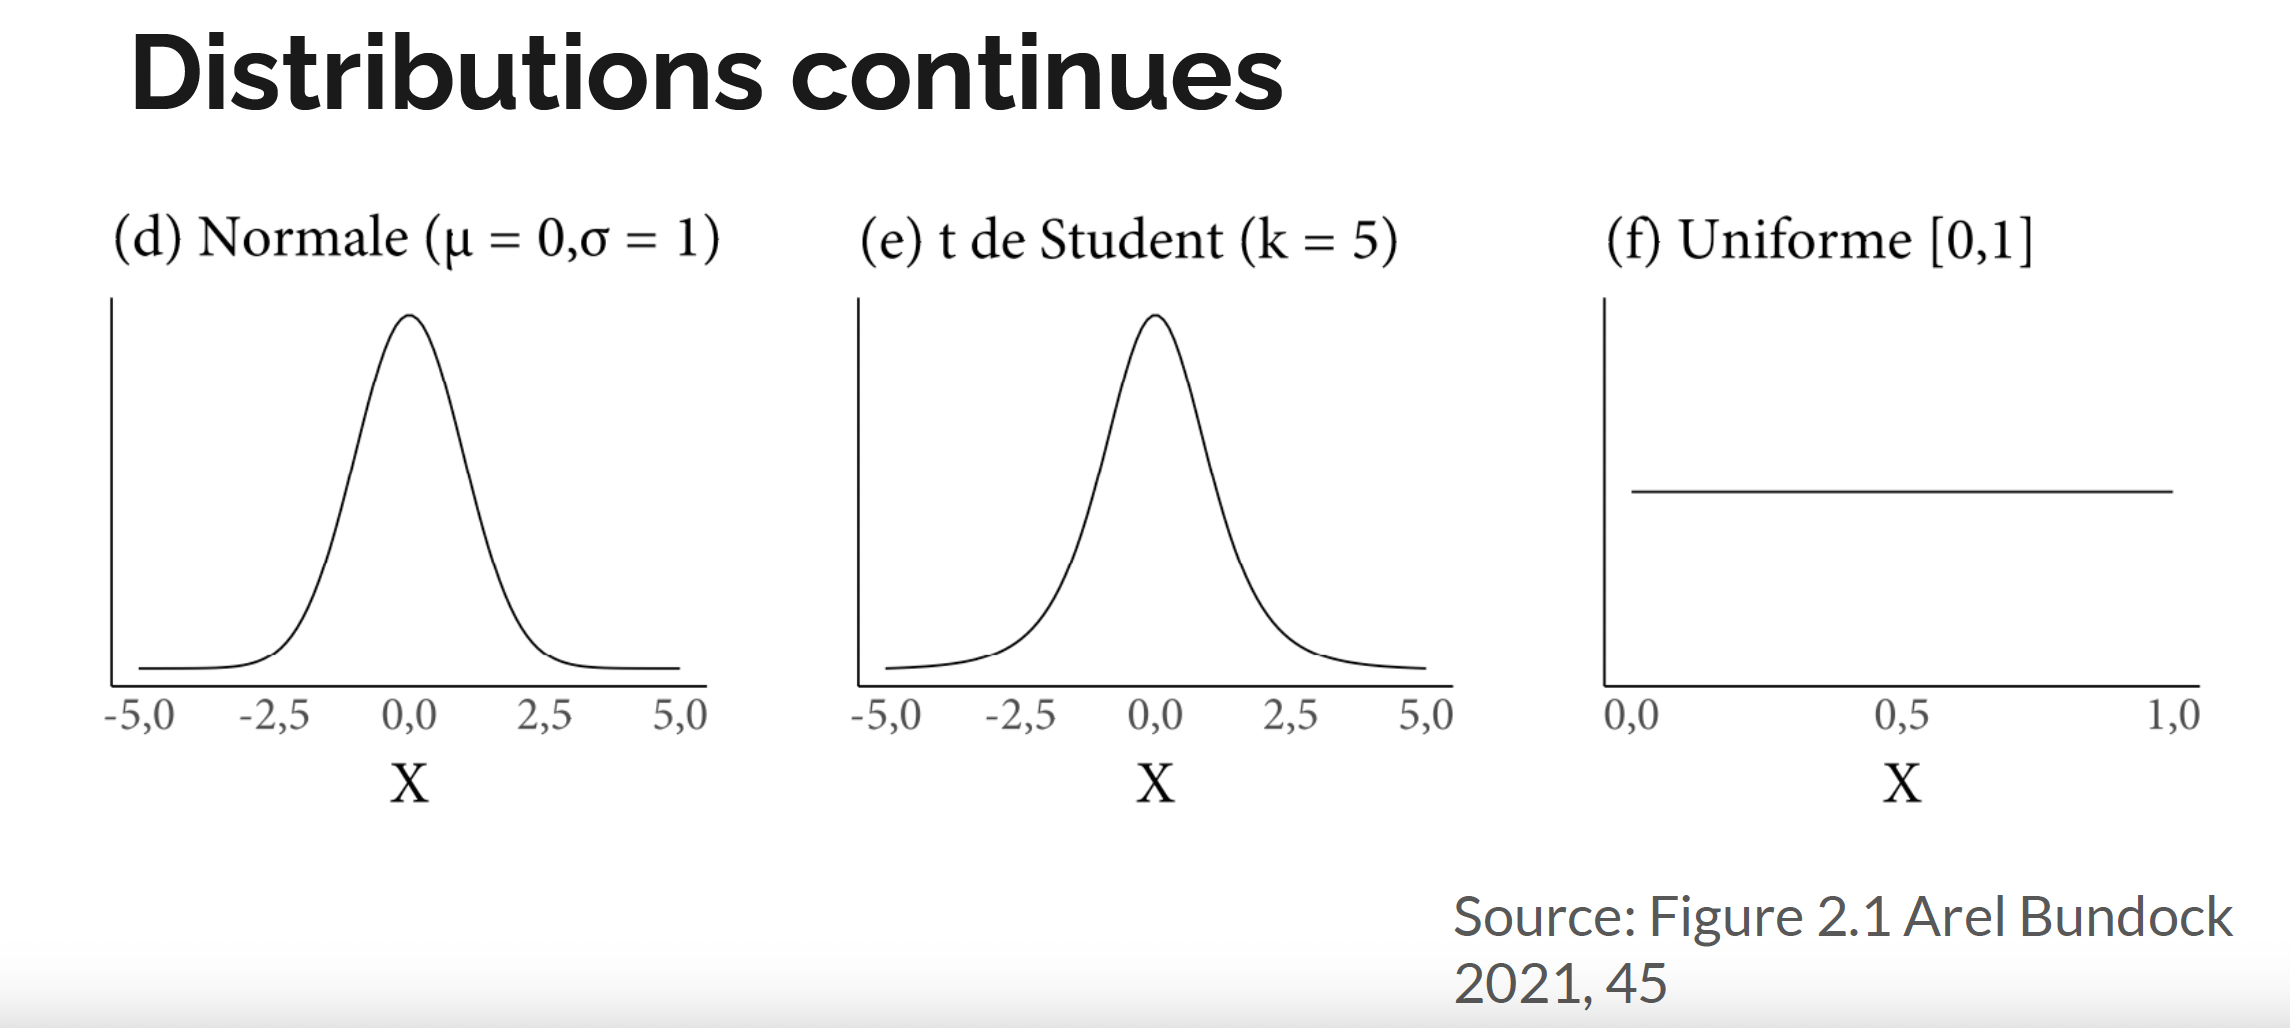 Distributions continues
(d) Normale (μ = 0,σ = 1)
(e) t de Student (k = 5)
(f) Uniforme [0,1]
-5,0 -2,5 0,0 2,5 5,0
X
-5,0 -2,5 0,0 2,5 5,0
X
0,0 0,5 1,0
X
Source: Figure 2.1 Arel Bundock
2021, 45